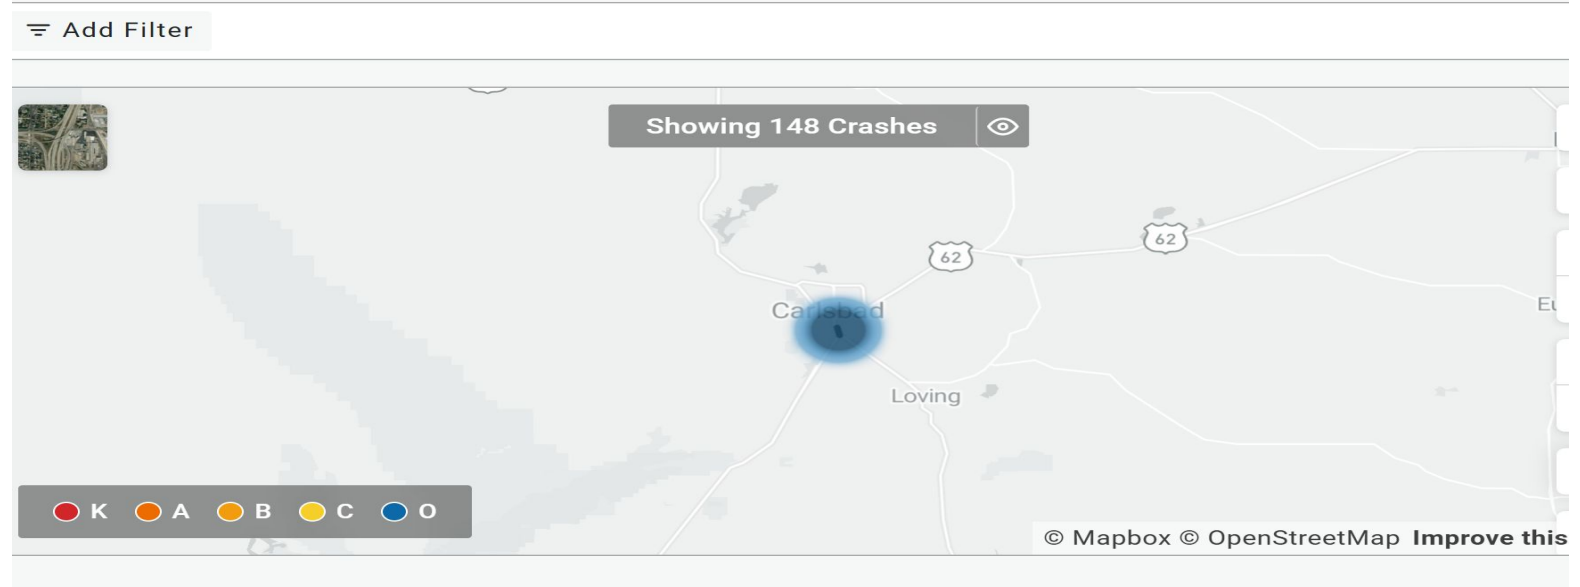 Add Filter
Showing 148 Crashes
62
62
Carlsbad
Loving
K A B C O
© Mapbox © OpenStreetMap Improve this